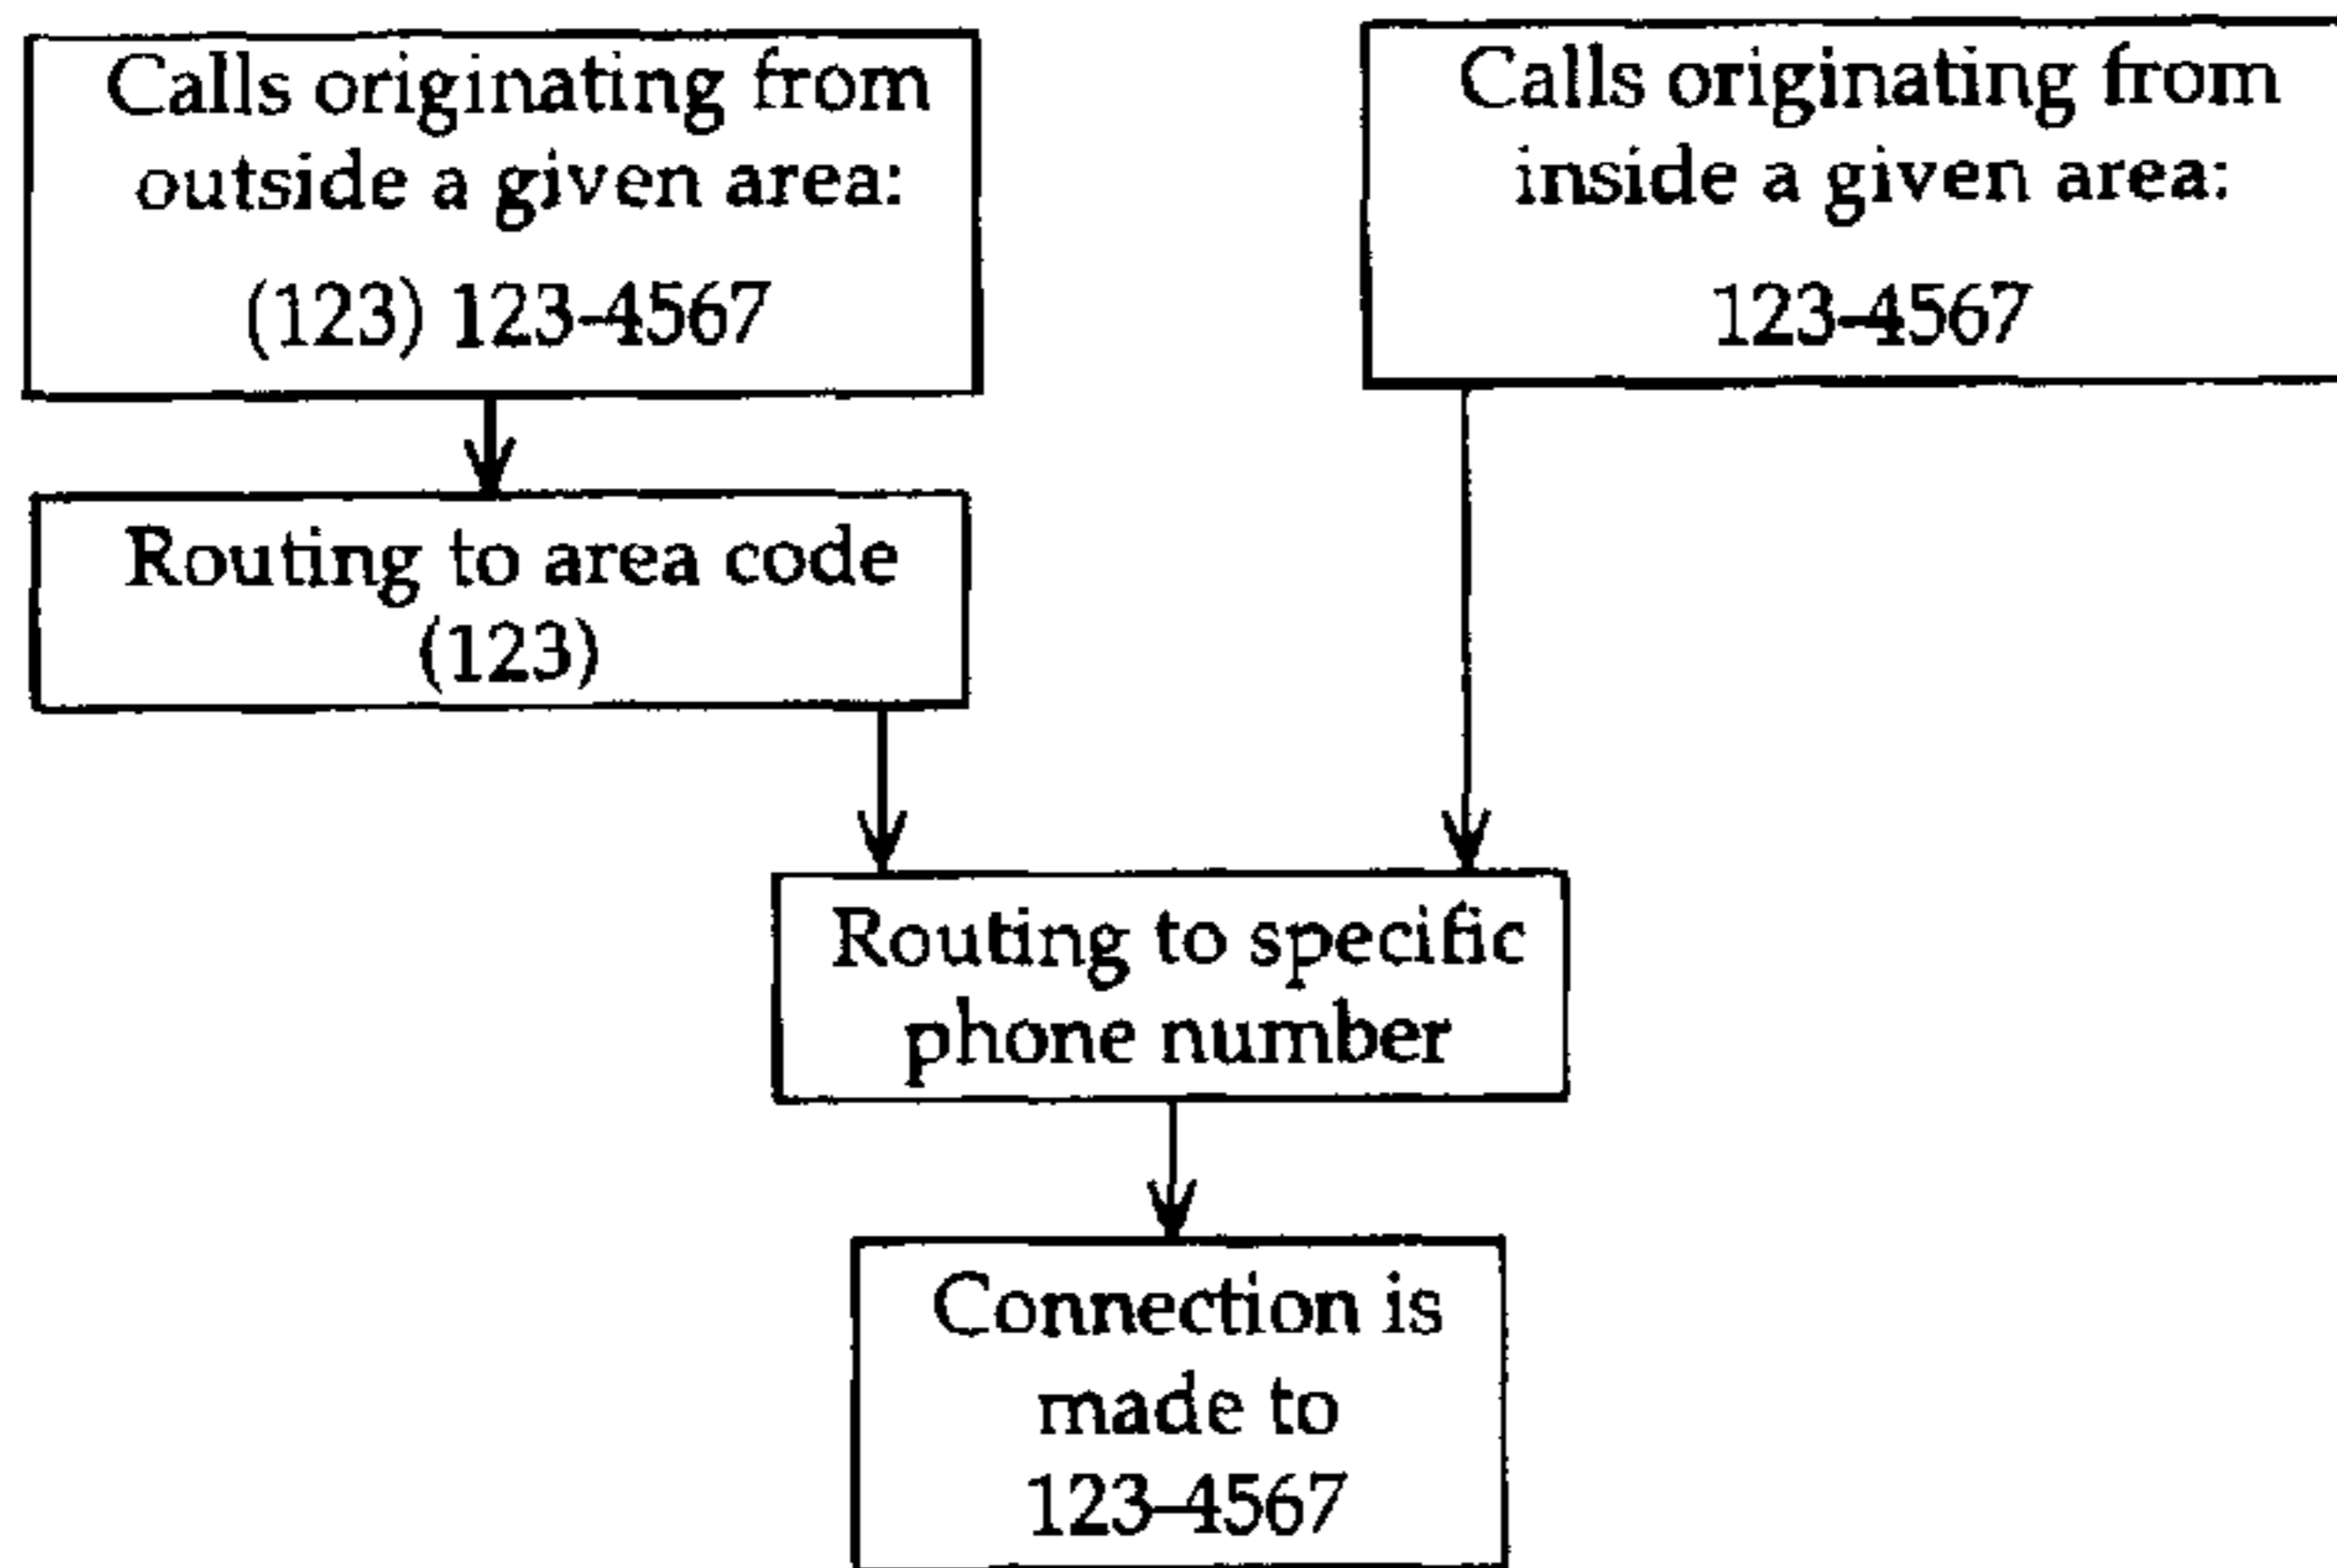 Calls originating from
outside a given area:
(123) 123-4567
Calls originating from
inside a given area:
123-4567
Routing to area code
(123)
Routing to specific
phone number
Connection is
made to
123-4567